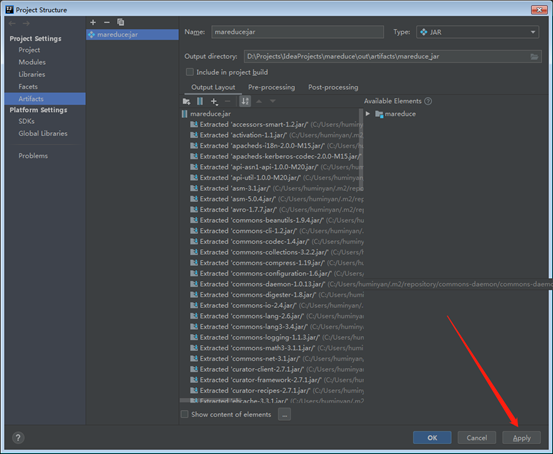 Project Structure
mareduce:jar
Name: mareduce:jar
Type: JAR
Project Settings
Project
Modules
Libraries
Facets
Artifacts
Platform Settings
SDKs
Global Libraries
Problems
Output directory: D:\Projects\IdeaProjects\mareduce\out\artifacts\mareduce_jar
Include in project build
Output Layout Pre-processing Post-processing
Available Elements
mareduce.jar
mareduce
Extracted 'accessors-smart-1.2.jar/' (C:/Users/huminyan/
Extracted 'activation-1.1.jar/' (C:/Users/huminyan/.m2/re
Extracted 'apacheds-i18n-2.0.0-M15.jar/' (C:/Users/humi
Extracted 'apacheds-kerberos-codec-2.0.0-M15.jar/' (C:/
Extracted 'api-asn1-api-1.0.0-M20.jar/' (C:/Users/huminy
Extracted 'api-util-1.0.0-M20.jar/' (C:/Users/huminyan/.m
Extracted 'asm-3.1.jar/' (C:/Users/huminyan/.m2/repo
Extracted 'asm-5.0.4.jar/' (C:/Users/huminyan/.m2/repo
Extracted 'avro-1.7.7.jar/' (C:/Users/huminyan/.m2/repo
Extracted 'commons-beanutils-1.9.4.jar/' (C:/Users/humi
Extracted 'commons-cli-1.2.jar/' (C:/Users/huminyan/.m
Extracted 'commons-codec-1.4.jar/' (C:/Users/huminyan/
Extracted 'commons-collections-3.2.2.jar/' (C:/Users/hum
Extracted 'commons-compress-1.19.jar/' (C:/Users/humin
Extracted 'commons-configuration-1.6.jar/' (C:/Users/hu
Extracted 'commons-daemon-1.0.13.jar/' (C:/Users/huminyan/.m2/repository/commons-daemon/commons-daemo
Extracted 'commons-digester-1.8.jar/' (C:/Users/huminya
Extracted 'commons-io-2.4.jar/' (C:/Users/huminyan/.m2
Extracted 'commons-lang-2.6.jar/' (C:/Users/huminyan/.
Extracted 'commons-lang3-3.4.jar/' (C:/Users/huminyan/
Extracted 'commons-logging-1.1.3.jar/' (C:/Users/huminy
Extracted 'commons-math3-3.1.1.jar/' (C:/Users/huminya
Extracted 'commons-net-3.1.jar/' (C:/Users/huminyan/.m
Extracted 'curator-client-2.7.1.jar/' (C:/Users/huminyan/
Extracted 'curator-framework-2.7.1.jar/' (C:/Users/humin
Extracted 'curator-recipes-2.7.1.jar/' (C:/Users/huminya
Extracted 'ehcache-3.3.1.jar/' (C:/Users/huminyan/.m2/r
Show content of elements ...
? OK Cancel Apply